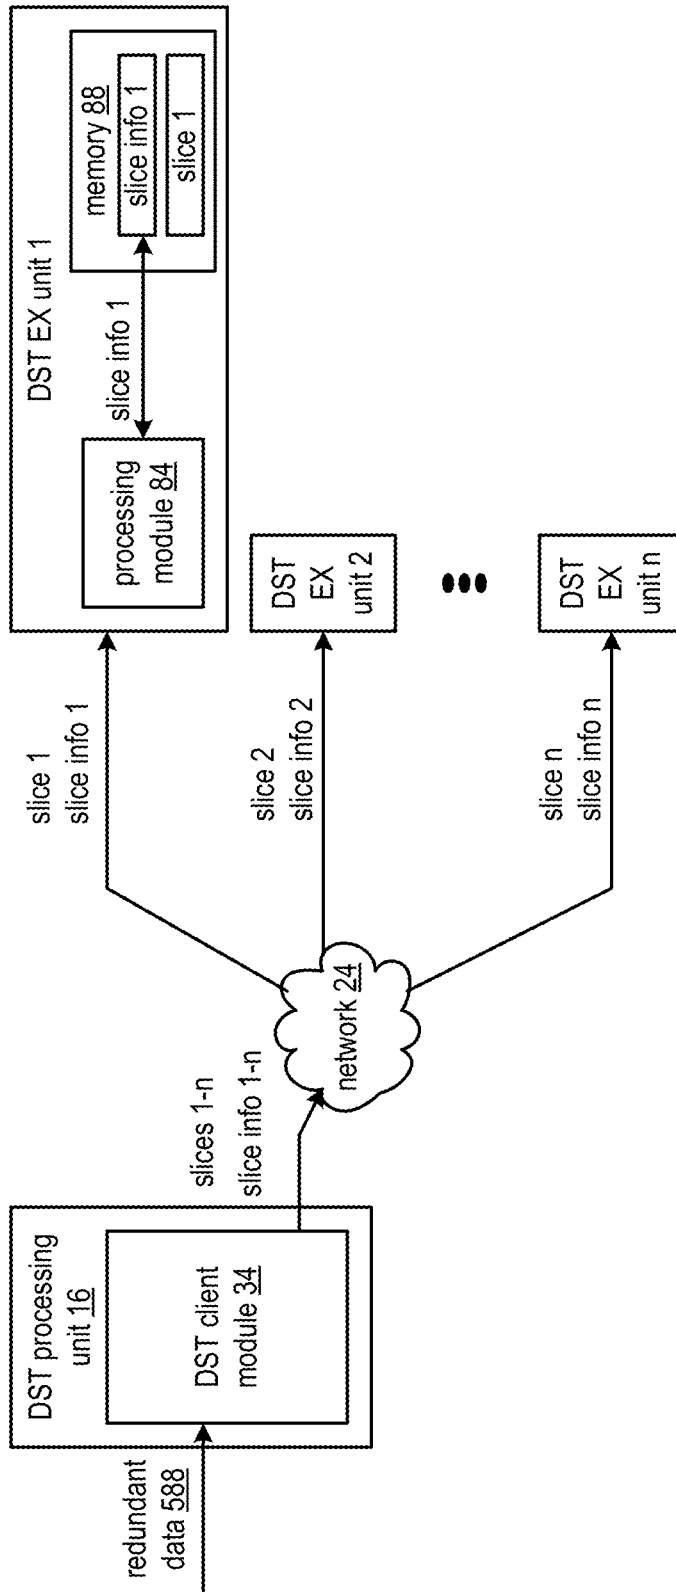 redundant
data 588
DST processing
unit 16
DST client
module 34
slices 1-n
slice info 1-n
network 24
slice 1
slice info 1
slice 2
slice info 2
slice n
slice info n
DST EX unit 1
processing
module 84
slice info 1
memory 88
slice info 1
slice 1
DST
EX
unit 2
DST
EX
unit n